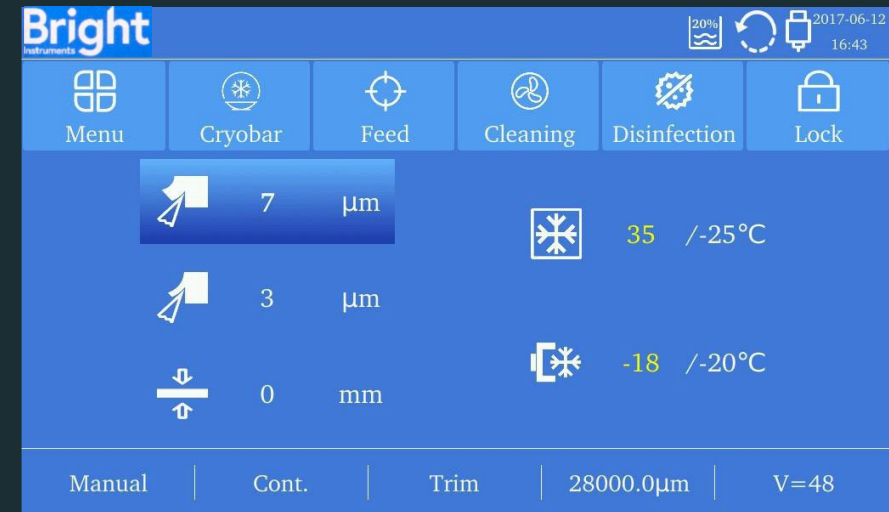 Bright
Instruments
20%
2017-06-12
16:43
Menu
Cryobar
Feed
Cleaning
Disinfection
Lock
7 μm
35 /-25°C
3 μm
-18 /-20°C
0 mm
Manual
Cont.
Trim
28000.0μm
V=48